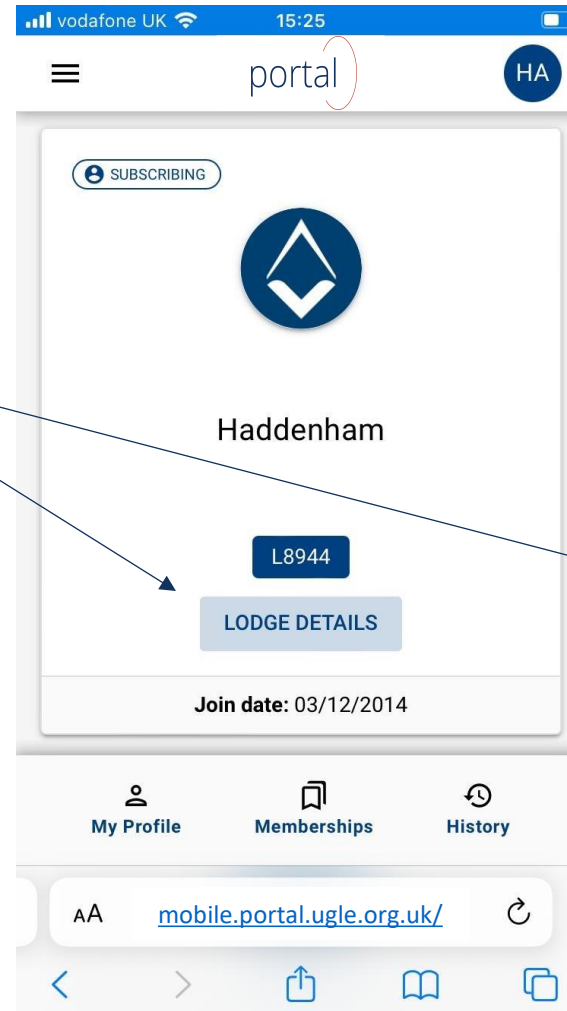 vodafone UK 15:25
portal HA
SUBSCRIBING
Haddenham
L8944
LODGE DETAILS
Join date: 03/12/2014
My Profile Memberships History
AA mobile.portal.ugle.org.uk/